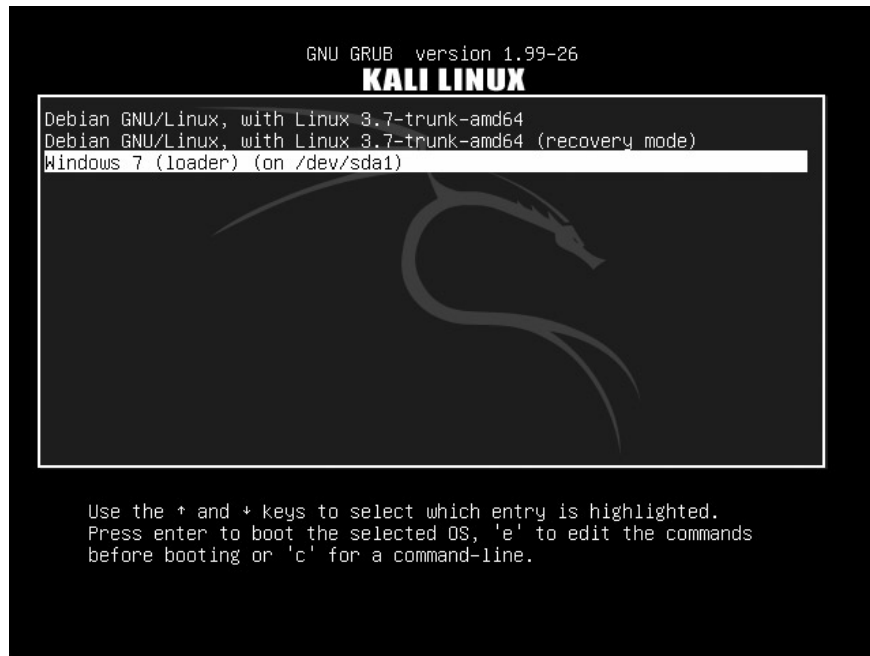 GNU GRUB  version 1.99-26
KALI LINUX
Debian GNU/Linux, with Linux 3.7-trunk-amd64
Debian GNU/Linux, with Linux 3.7-trunk-amd64 (recovery mode)
Windows 7 (loader) (on /dev/sda1)
Use the ↑ and ↓ keys to select which entry is highlighted.
Press enter to boot the selected OS, 'e' to edit the commands
before booting or 'c' for a command-line.